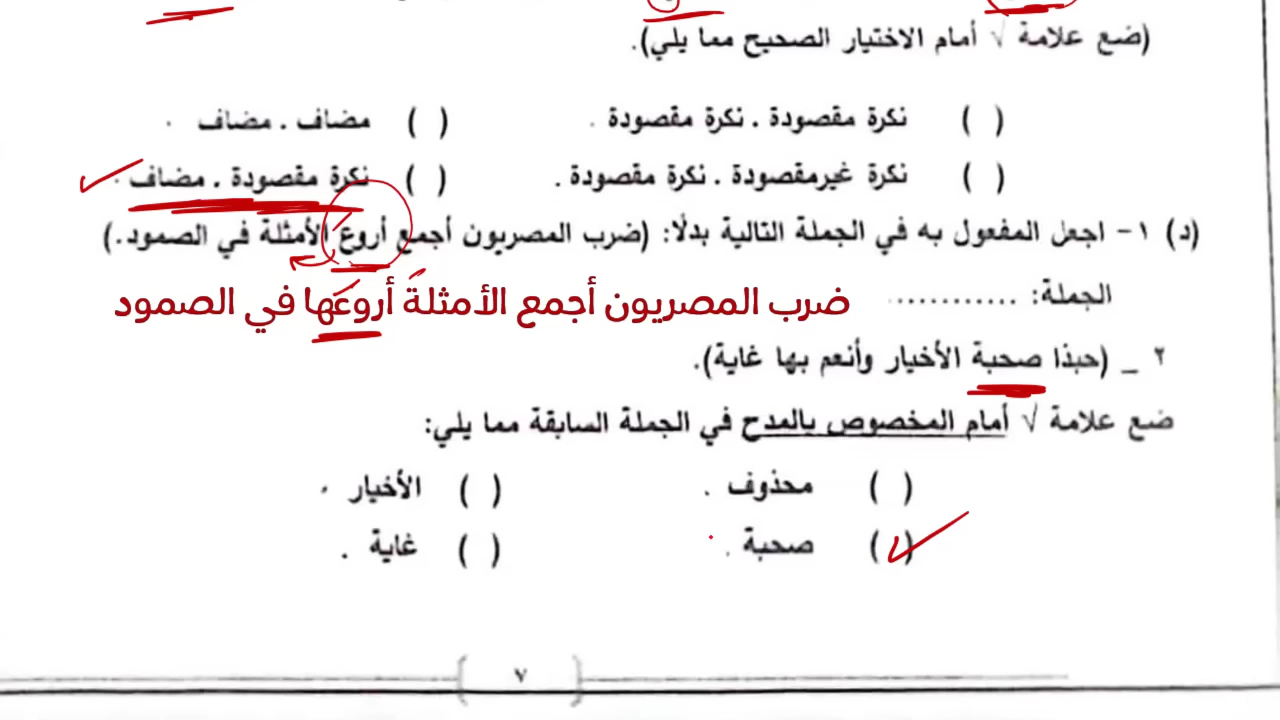 (ضع علامة √ أمام الاختيار الصحيح مما يلي).
( ) نكرة مقصودة . نكرة مقصودة . ( ) مضاف . مضاف .
( ) نكرة غيرمقصودة . نكرة مقصودة . ( ) نكرة مقصودة . مضاف .
(د) ١- اجعل المفعول به في الجملة التالية بدلًا: (ضرب المصريون أجمع أروع الأمثلة في الصمود.)
الجملة: ............ ضرب المصريون أجمع الأمثلةَ أروعَها في الصمود
٢ _ (حبذا صحبة الأخيار وأنعم بها غاية).
ضع علامة √ أمام المخصوص بالمدح في الجملة السابقة مما يلي:
( ) محذوف . ( ) الأخيار .
( ) صحبة . ( ) غاية .
٧